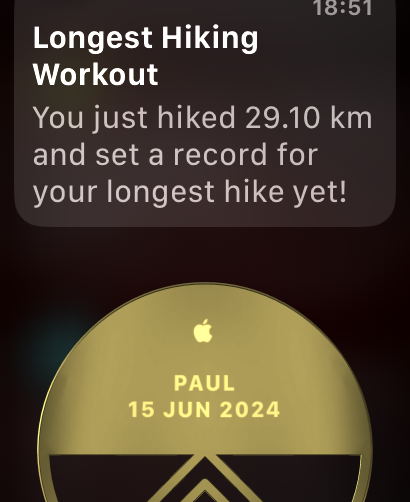 18:51
Longest Hiking
Workout
You just hiked 29.10 km
and set a record for
your longest hike yet!
PAUL
15 JUN 2024